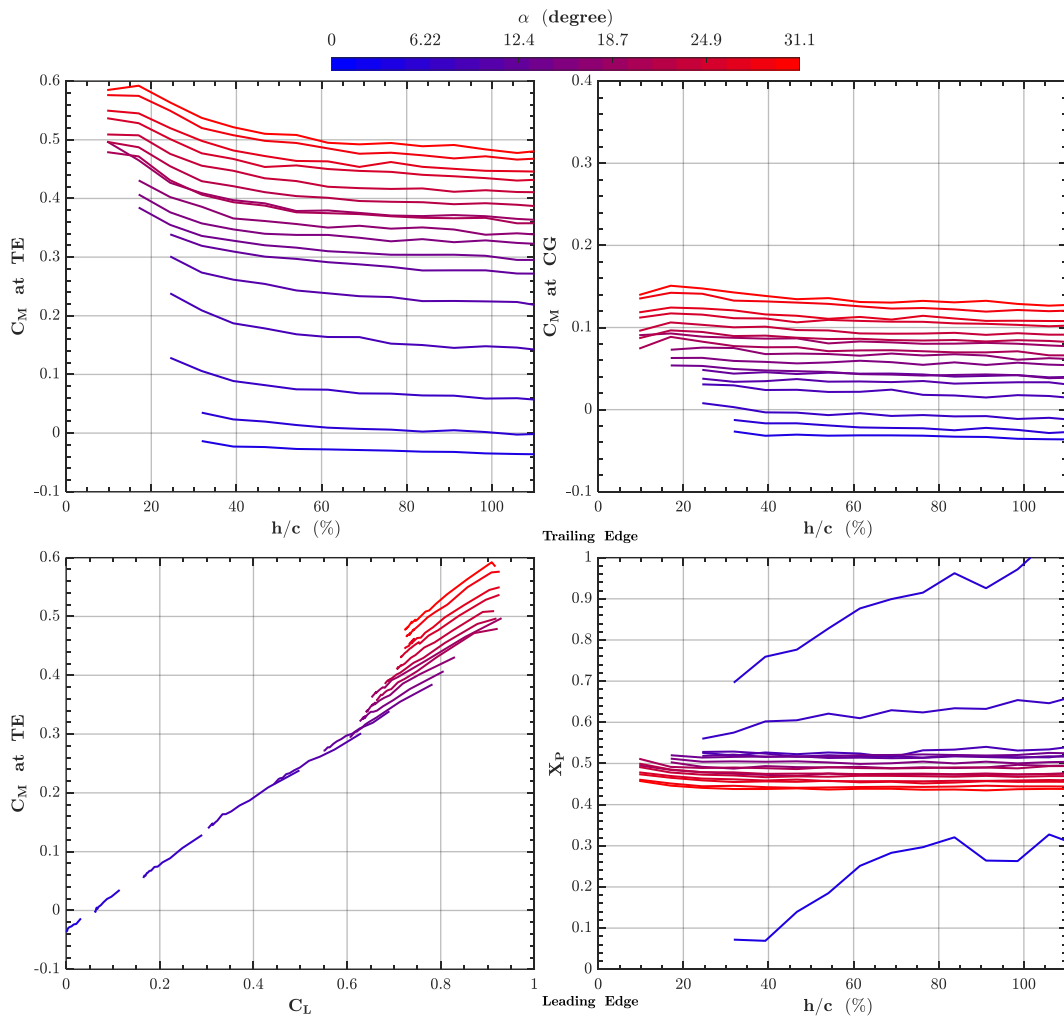 α (degree)
0 6.22 12.4 18.7 24.9 31.1
0.6 0.4
0.5
0.4 0.3
0.3 0.2
0.2
0.1 0.1
0 0
-0.1 -0.1
C_M at TE
C_M at CG
0 20 40 60 80 100
0 20 40 60 80 100
h/c (%)
h/c (%)
Trailing Edge
0.6
0.5
0.4
0.3
0.2
0.1
0
-0.1
C_M at TE
0 0.2 0.4 0.6 0.8 1
C_L
1
0.9
0.8
0.7
0.6
0.5
0.4
0.3
0.2
0.1
0
X_P
0 20 40 60 80 100
Leading Edge
h/c (%)